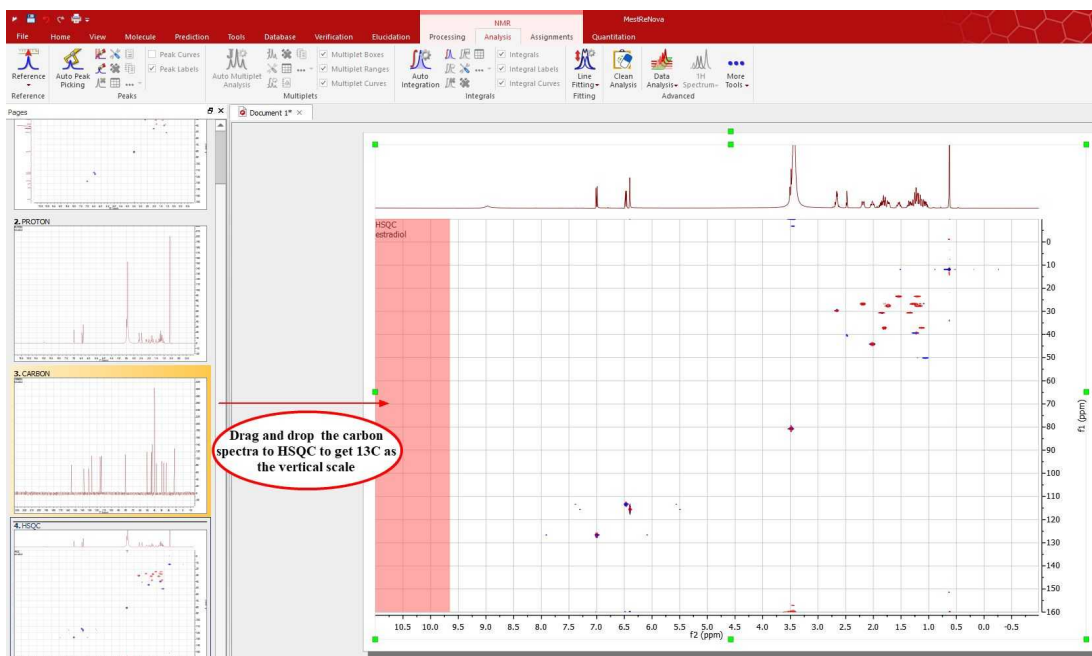 NMR
MestReNova
File Home View Molecule Prediction Tools Database Verification Elucidation Processing Analysis Assignments Quantitation
Reference
Reference
Auto Peak
Picking
Peak Curves
Peak Labels
Peaks
Auto Multiplet
Analysis
Multiplet Boxes
Multiplet Ranges
Multiplet Curves
Multiplets
Auto
Integration
Integrals
Integral Labels
Integral Curves
Integrals
Line
Fitting
Fitting
Clean
Analysis
Data
Analysis
1H
Spectrum
More
Tools
Advanced
Pages
Document 1*
2. PROTON
3. CARBON
4. HSQC
Drag and drop the carbon
spectra to HSQC to get 13C as
the vertical scale
HSQC
estradiol
0
10
20
30
40
50
60
70
80
90
100
110
120
130
140
150
160
f1 (ppm)
10.5 10.0 9.5 9.0 8.5 8.0 7.5 7.0 6.5 6.0 5.5 5.0 4.5 4.0 3.5 3.0 2.5 2.0 1.5 1.0 0.5 0.0 -0.5
f2 (ppm)